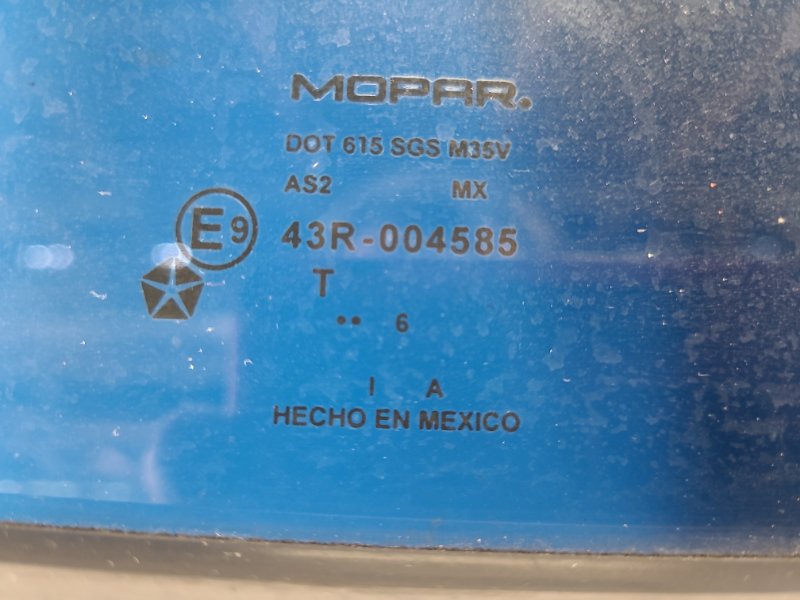 MOPAR.
DOT 615 SGS M35V
AS2 MX
E9 43R-004585
T
•• 6
I A
HECHO EN MEXICO